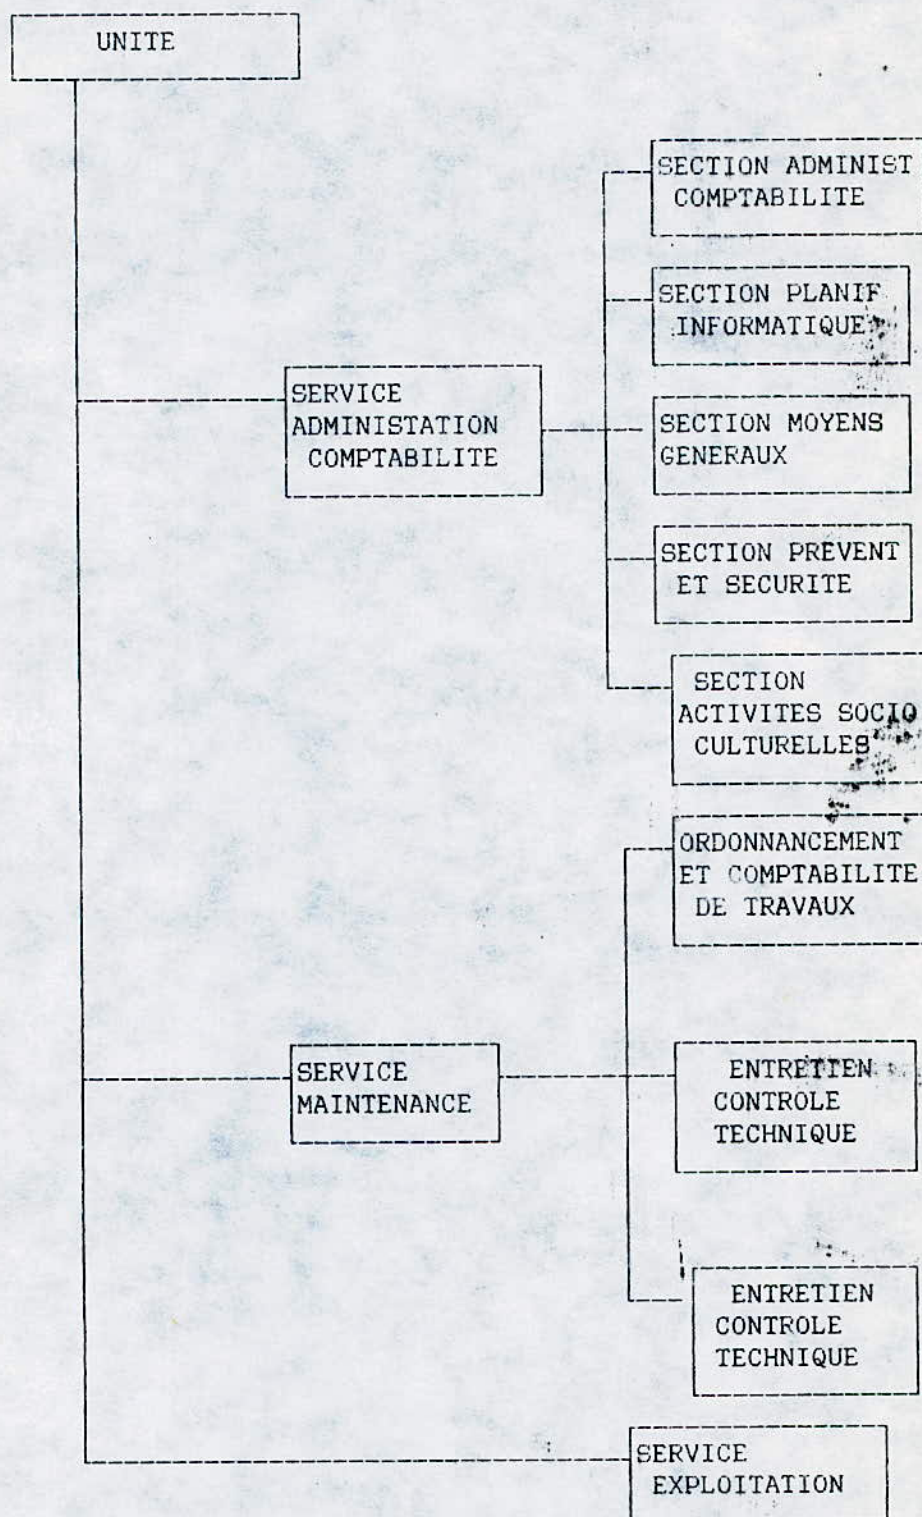 UNITE
SECTION ADMINIST
COMPTABILITE
SECTION PLANIF
INFORMATIQUE
SERVICE
ADMINISTATION
COMPTABILITE
SECTION MOYENS
GENERAUX
SECTION PREVENT
ET SECURITE
SECTION
ACTIVITES SOCIO
CULTURELLES
ORDONNANCEMENT
ET COMPTABILITE
DE TRAVAUX
SERVICE
MAINTENANCE
ENTRETIEN
CONTROLE
TECHNIQUE
ENTRETIEN
CONTROLE
TECHNIQUE
SERVICE
EXPLOITATION